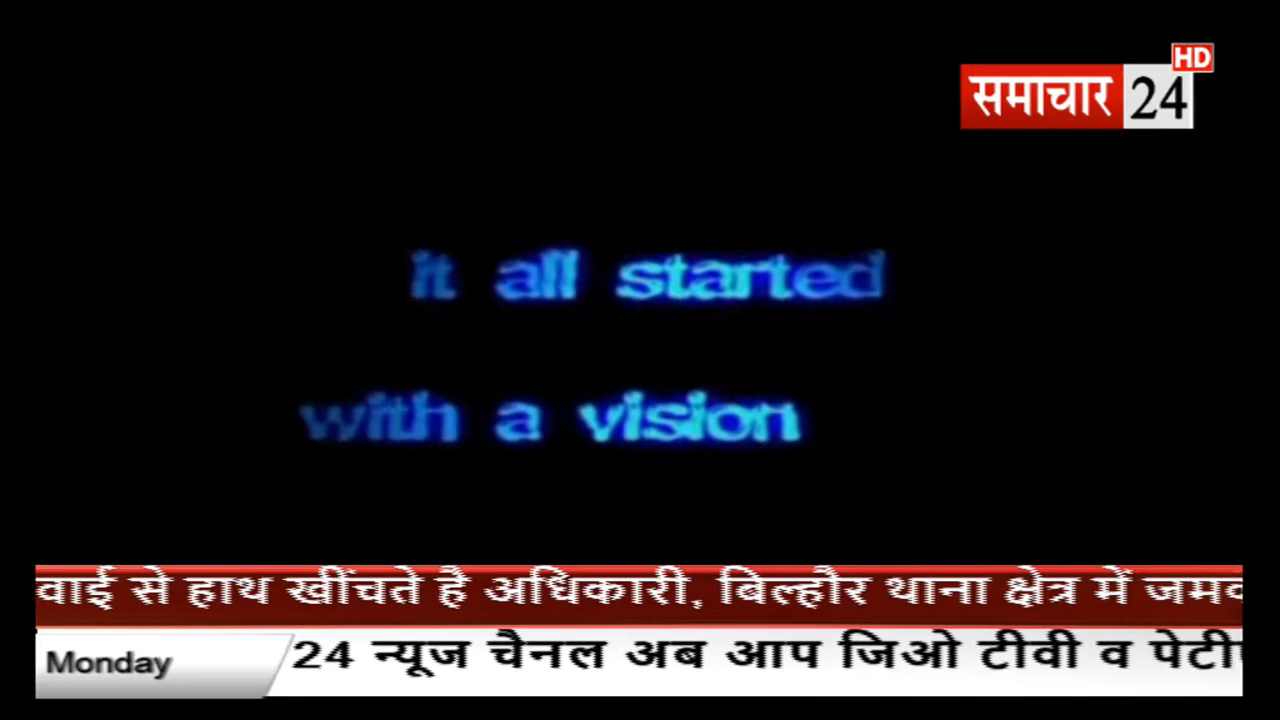 HD
समाचार 24
it all started
with a vision
से हाथ खींचते है अधिकारी, बिल्हौर थाना क्षेत्र में
Monday
24 न्यूज चैनल अब आप जिओ टीवी व